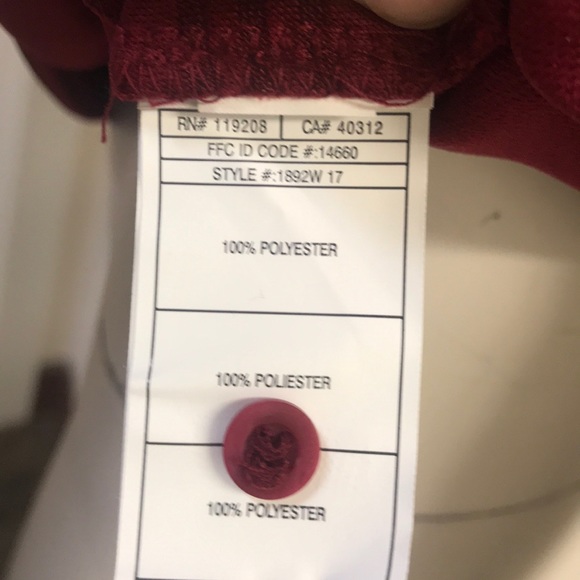 RN# 119208 CA# 40312
FFC ID CODE #:14660
STYLE #:1892W 17
100% POLYESTER
100% POLIESTER
100% POLYESTER